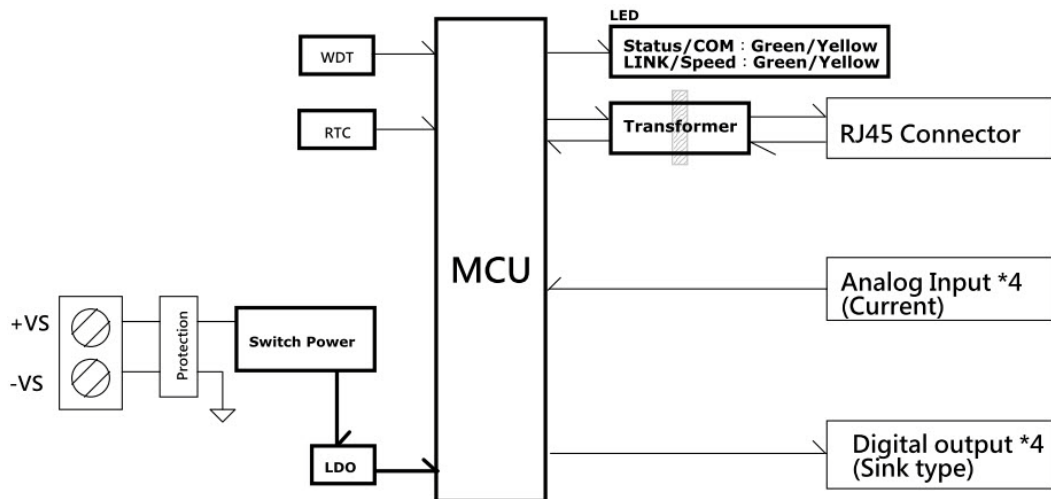 LED
WDT
Status/COM：Green/Yellow
LINK/Speed：Green/Yellow
RTC
Transformer
RJ45 Connector
MCU
Analog Input *4
(Current)
+VS
-VS
Protection
Switch Power
LDO
Digital output *4
(Sink type)